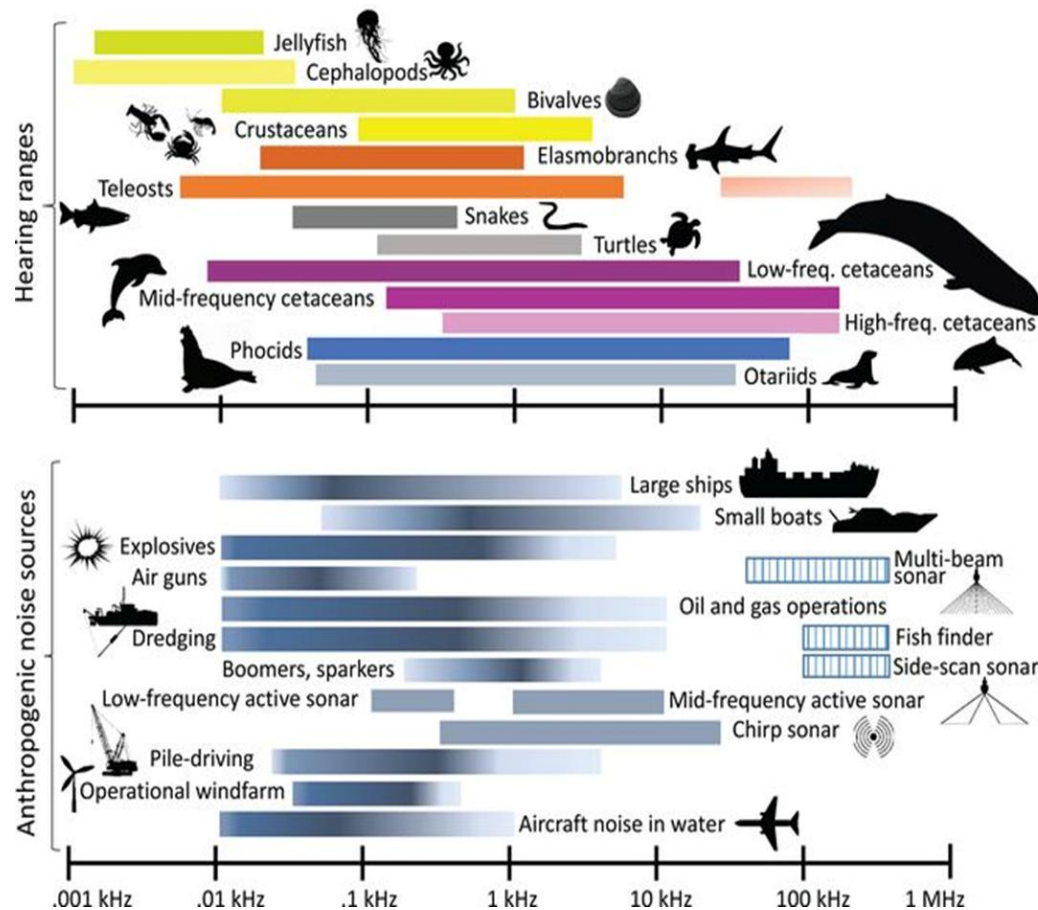 Hearing ranges
Jellyfish
Cephalopods
Bivalves
Crustaceans
Elasmobranchs
Teleosts
Snakes
Turtles
Low-freq. cetaceans
Mid-frequency cetaceans
High-freq. cetaceans
Phocids
Otariids
Anthropogenic noise sources
Large ships
Small boats
Explosives
Multi-beam
sonar
Air guns
Oil and gas operations
Dredging
Fish finder
Boomers, sparkers
Side-scan sonar
Low-frequency active sonar
Mid-frequency active sonar
Chirp sonar
Pile-driving
Operational windfarm
Aircraft noise in water
.001 kHz .01 kHz .1 kHz 1 kHz 10 kHz 100 kHz 1 MHz